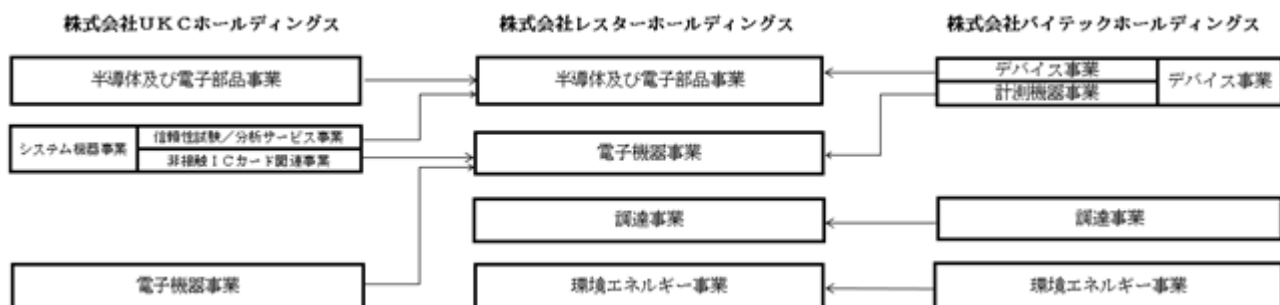 株式会社UKCホールディングス
株式会社レスターホールディングス
株式会社バイテックホールディングス
半導体及び電子部品事業
半導体及び電子部品事業
デバイス事業
計測機器事業
デバイス事業
システム機器事業
信頼性試験／分析サービス事業
非接触ICカード関連事業
電子機器事業
調達事業
調達事業
電子機器事業
環境エネルギー事業
環境エネルギー事業